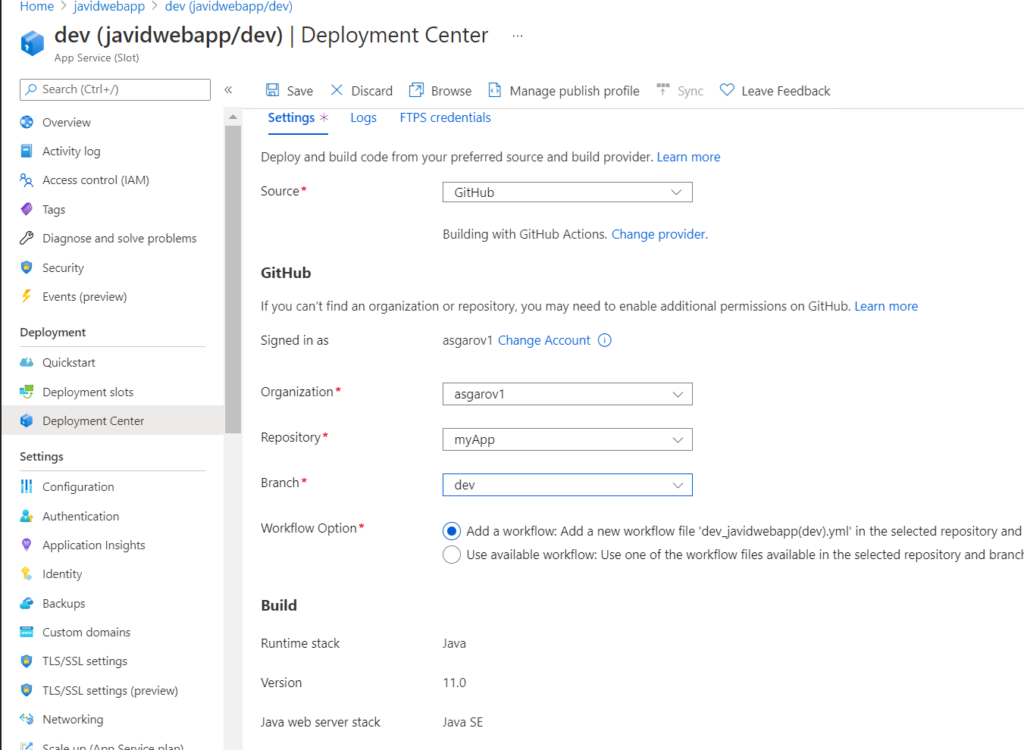 Home > javidwebapp > dev (javidwebapp/dev)
dev (javidwebapp/dev) | Deployment Center ...
App Service (Slot)
Search (Ctrl+/)
«
Overview
Activity log
Access control (IAM)
Tags
Diagnose and solve problems
Security
Events (preview)
Deployment
Quickstart
Deployment slots
Deployment Center
Settings
Configuration
Authentication
Application Insights
Identity
Backups
Custom domains
TLS/SSL settings
TLS/SSL settings (preview)
Networking
Scale up (App Service plan)
Save Discard Browse Manage publish profile Sync Leave Feedback
Settings * Logs FTPS credentials
Deploy and build code from your preferred source and build provider. Learn more
Source* GitHub
Building with GitHub Actions. Change provider.
GitHub
If you can't find an organization or repository, you may need to enable additional permissions on GitHub. Learn more
Signed in as asgarov1 Change Account
Organization* asgarov1
Repository* myApp
Branch* dev
Workflow Option* Add a workflow: Add a new workflow file 'dev_javidwebapp(dev).yml' in the selected repository and
Use available workflow: Use one of the workflow files available in the selected repository and branch
Build
Runtime stack Java
Version 11.0
Java web server stack Java SE